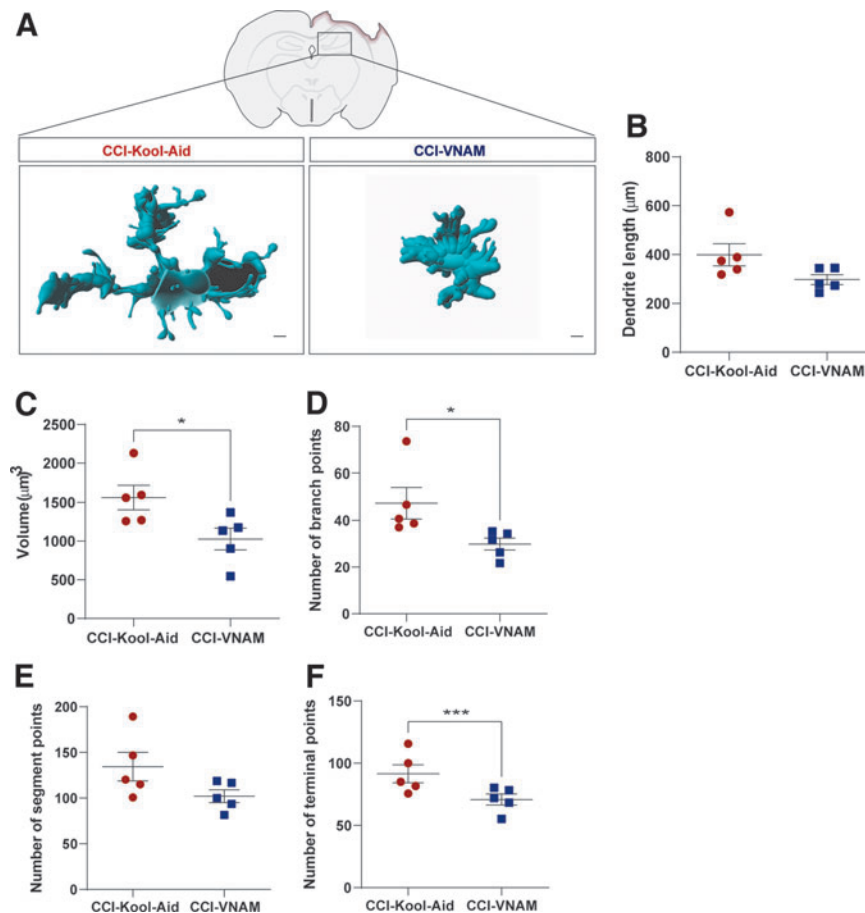 A
CCI-Kool-Aid
CCI-VNAM
B
Dendrite length (μm)
800
600
400
200
0
CCI-Kool-Aid
CCI-VNAM
C
Volume(μm)3
2500
2000
1500
1000
500
0
*
CCI-Kool-Aid
CCI-VNAM
D
Number of branch points
80
60
40
20
0
*
CCI-Kool-Aid
CCI-VNAM
E
Number of segment points
200
150
100
50
0
CCI-Kool-Aid
CCI-VNAM
F
Number of terminal points
150
100
50
0
***
CCI-Kool-Aid
CCI-VNAM